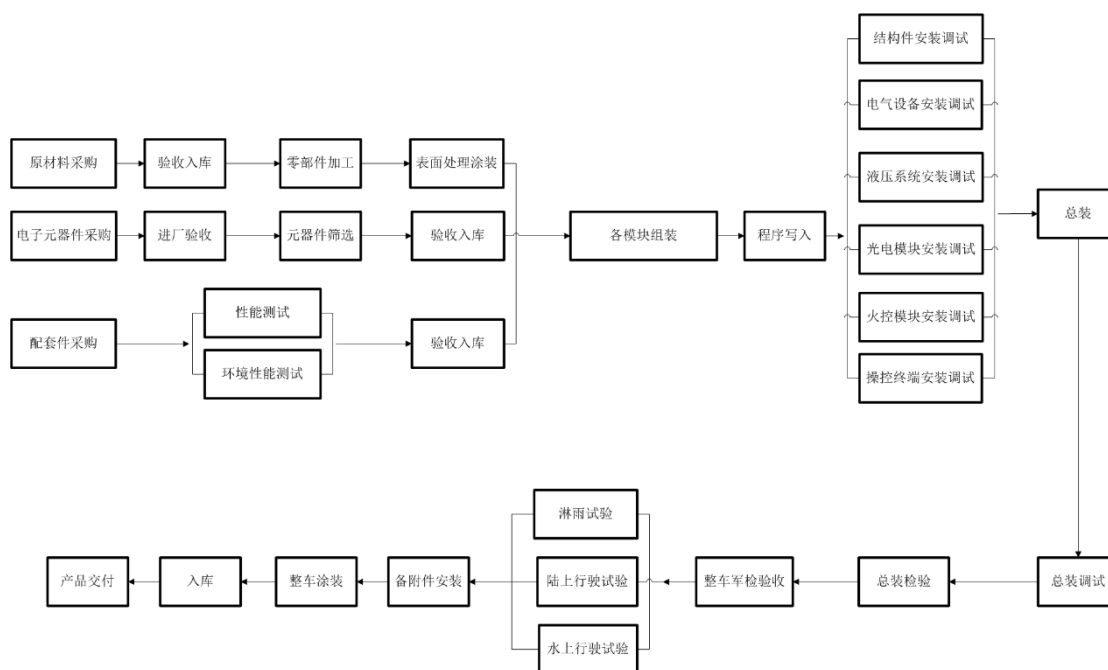 原材料采购
验收入库
零部件加工
表面处理涂装
电子元器件采购
进厂验收
元器件筛选
验收入库
配套件采购
性能测试
环境性能测试
验收入库
各模块组装
程序写入
结构件安装调试
电气设备安装调试
液压系统安装调试
光电模块安装调试
火控模块安装调试
操控终端安装调试
总装
总装调试
总装检验
整车军检验收
淋雨试验
陆上行驶试验
水上行驶试验
备附件安装
整车涂装
入库
产品交付